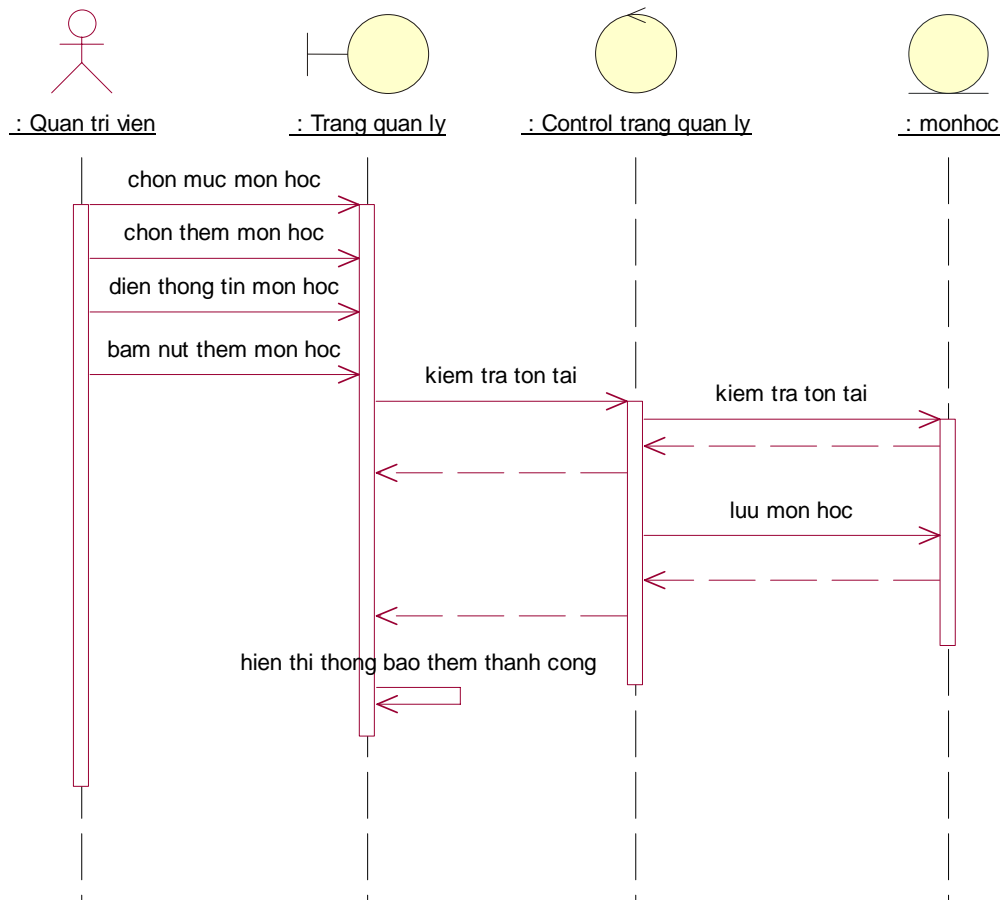 : Quan tri vien
: Trang quan ly
: Control trang quan ly
: monhoc
chon muc mon hoc
chon them mon hoc
dien thong tin mon hoc
bam nut them mon hoc
kiem tra ton tai
kiem tra ton tai
luu mon hoc
hien thi thong bao them thanh cong